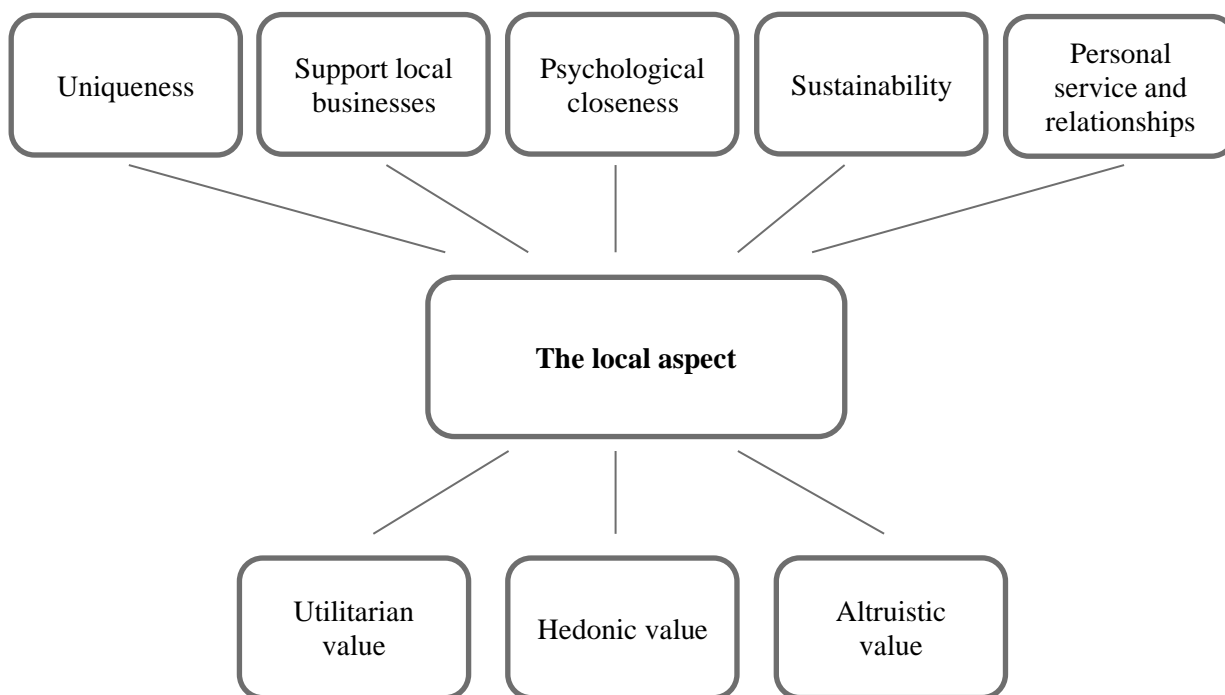 Uniqueness
Support local
businesses
Psychological
closeness
Sustainability
Personal
service and
relationships
The local aspect
Utilitarian
value
Hedonic value
Altruistic
value